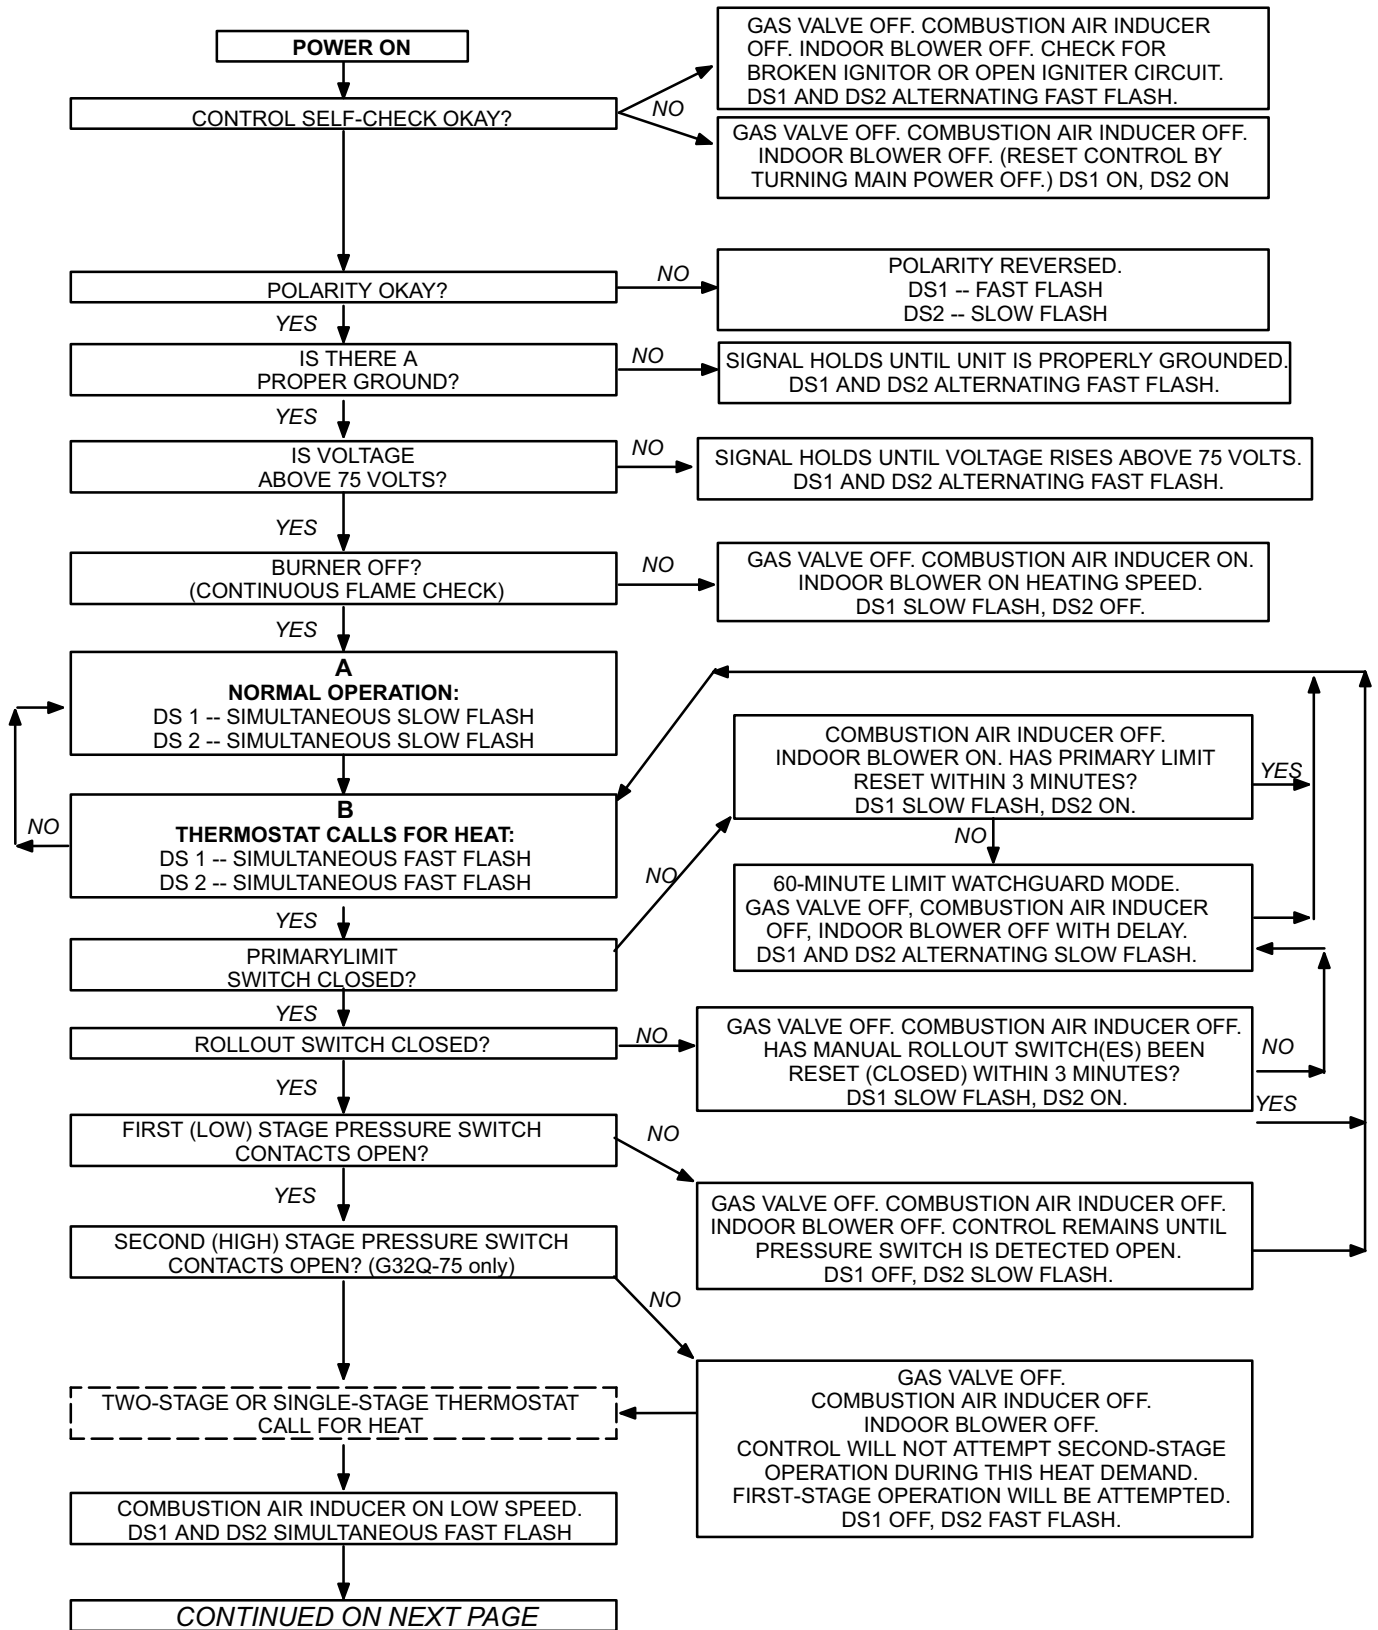 POWER ON
GAS VALVE OFF. COMBUSTION AIR INDUCER
OFF. INDOOR BLOWER OFF. CHECK FOR
BROKEN IGNITOR OR OPEN IGNITER CIRCUIT.
DS1 AND DS2 ALTERNATING FAST FLASH.
CONTROL SELF-CHECK OKAY?
NO
GAS VALVE OFF. COMBUSTION AIR INDUCER OFF.
INDOOR BLOWER OFF. (RESET CONTROL BY
TURNING MAIN POWER OFF.) DS1 ON, DS2 ON
POLARITY OKAY?
NO
POLARITY REVERSED.
DS1 -- FAST FLASH
DS2 -- SLOW FLASH
YES
IS THERE A
PROPER GROUND?
NO
SIGNAL HOLDS UNTIL UNIT IS PROPERLY GROUNDED.
DS1 AND DS2 ALTERNATING FAST FLASH.
YES
IS VOLTAGE
ABOVE 75 VOLTS?
NO
SIGNAL HOLDS UNTIL VOLTAGE RISES ABOVE 75 VOLTS.
DS1 AND DS2 ALTERNATING FAST FLASH.
YES
BURNER OFF?
(CONTINUOUS FLAME CHECK)
NO
GAS VALVE OFF. COMBUSTION AIR INDUCER ON.
INDOOR BLOWER ON HEATING SPEED.
DS1 SLOW FLASH, DS2 OFF.
YES
A
NORMAL OPERATION:
DS 1 -- SIMULTANEOUS SLOW FLASH
DS 2 -- SIMULTANEOUS SLOW FLASH
COMBUSTION AIR INDUCER OFF.
INDOOR BLOWER ON. HAS PRIMARY LIMIT
RESET WITHIN 3 MINUTES?
DS1 SLOW FLASH, DS2 ON.
YES
NO
B
THERMOSTAT CALLS FOR HEAT:
DS 1 -- SIMULTANEOUS FAST FLASH
DS 2 -- SIMULTANEOUS FAST FLASH
NO
NO
60-MINUTE LIMIT WATCHGUARD MODE.
GAS VALVE OFF, COMBUSTION AIR INDUCER
OFF, INDOOR BLOWER OFF WITH DELAY.
DS1 AND DS2 ALTERNATING SLOW FLASH.
YES
PRIMARYLIMIT
SWITCH CLOSED?
YES
ROLLOUT SWITCH CLOSED?
NO
GAS VALVE OFF. COMBUSTION AIR INDUCER OFF.
HAS MANUAL ROLLOUT SWITCH(ES) BEEN
RESET (CLOSED) WITHIN 3 MINUTES?
DS1 SLOW FLASH, DS2 ON.
NO
YES
YES
FIRST (LOW) STAGE PRESSURE SWITCH
CONTACTS OPEN?
NO
GAS VALVE OFF. COMBUSTION AIR INDUCER OFF.
INDOOR BLOWER OFF. CONTROL REMAINS UNTIL
PRESSURE SWITCH IS DETECTED OPEN.
DS1 OFF, DS2 SLOW FLASH.
YES
SECOND (HIGH) STAGE PRESSURE SWITCH
CONTACTS OPEN? (G32Q-75 only)
NO
GAS VALVE OFF.
COMBUSTION AIR INDUCER OFF.
INDOOR BLOWER OFF.
CONTROL WILL NOT ATTEMPT SECOND-STAGE
OPERATION DURING THIS HEAT DEMAND.
FIRST-STAGE OPERATION WILL BE ATTEMPTED.
DS1 OFF, DS2 FAST FLASH.
TWO-STAGE OR SINGLE-STAGE THERMOSTAT
CALL FOR HEAT
COMBUSTION AIR INDUCER ON LOW SPEED.
DS1 AND DS2 SIMULTANEOUS FAST FLASH
CONTINUED ON NEXT PAGE